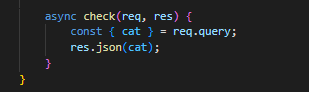 async check(req, res) {
const { cat } = req.query;
res.json(cat);
}
}